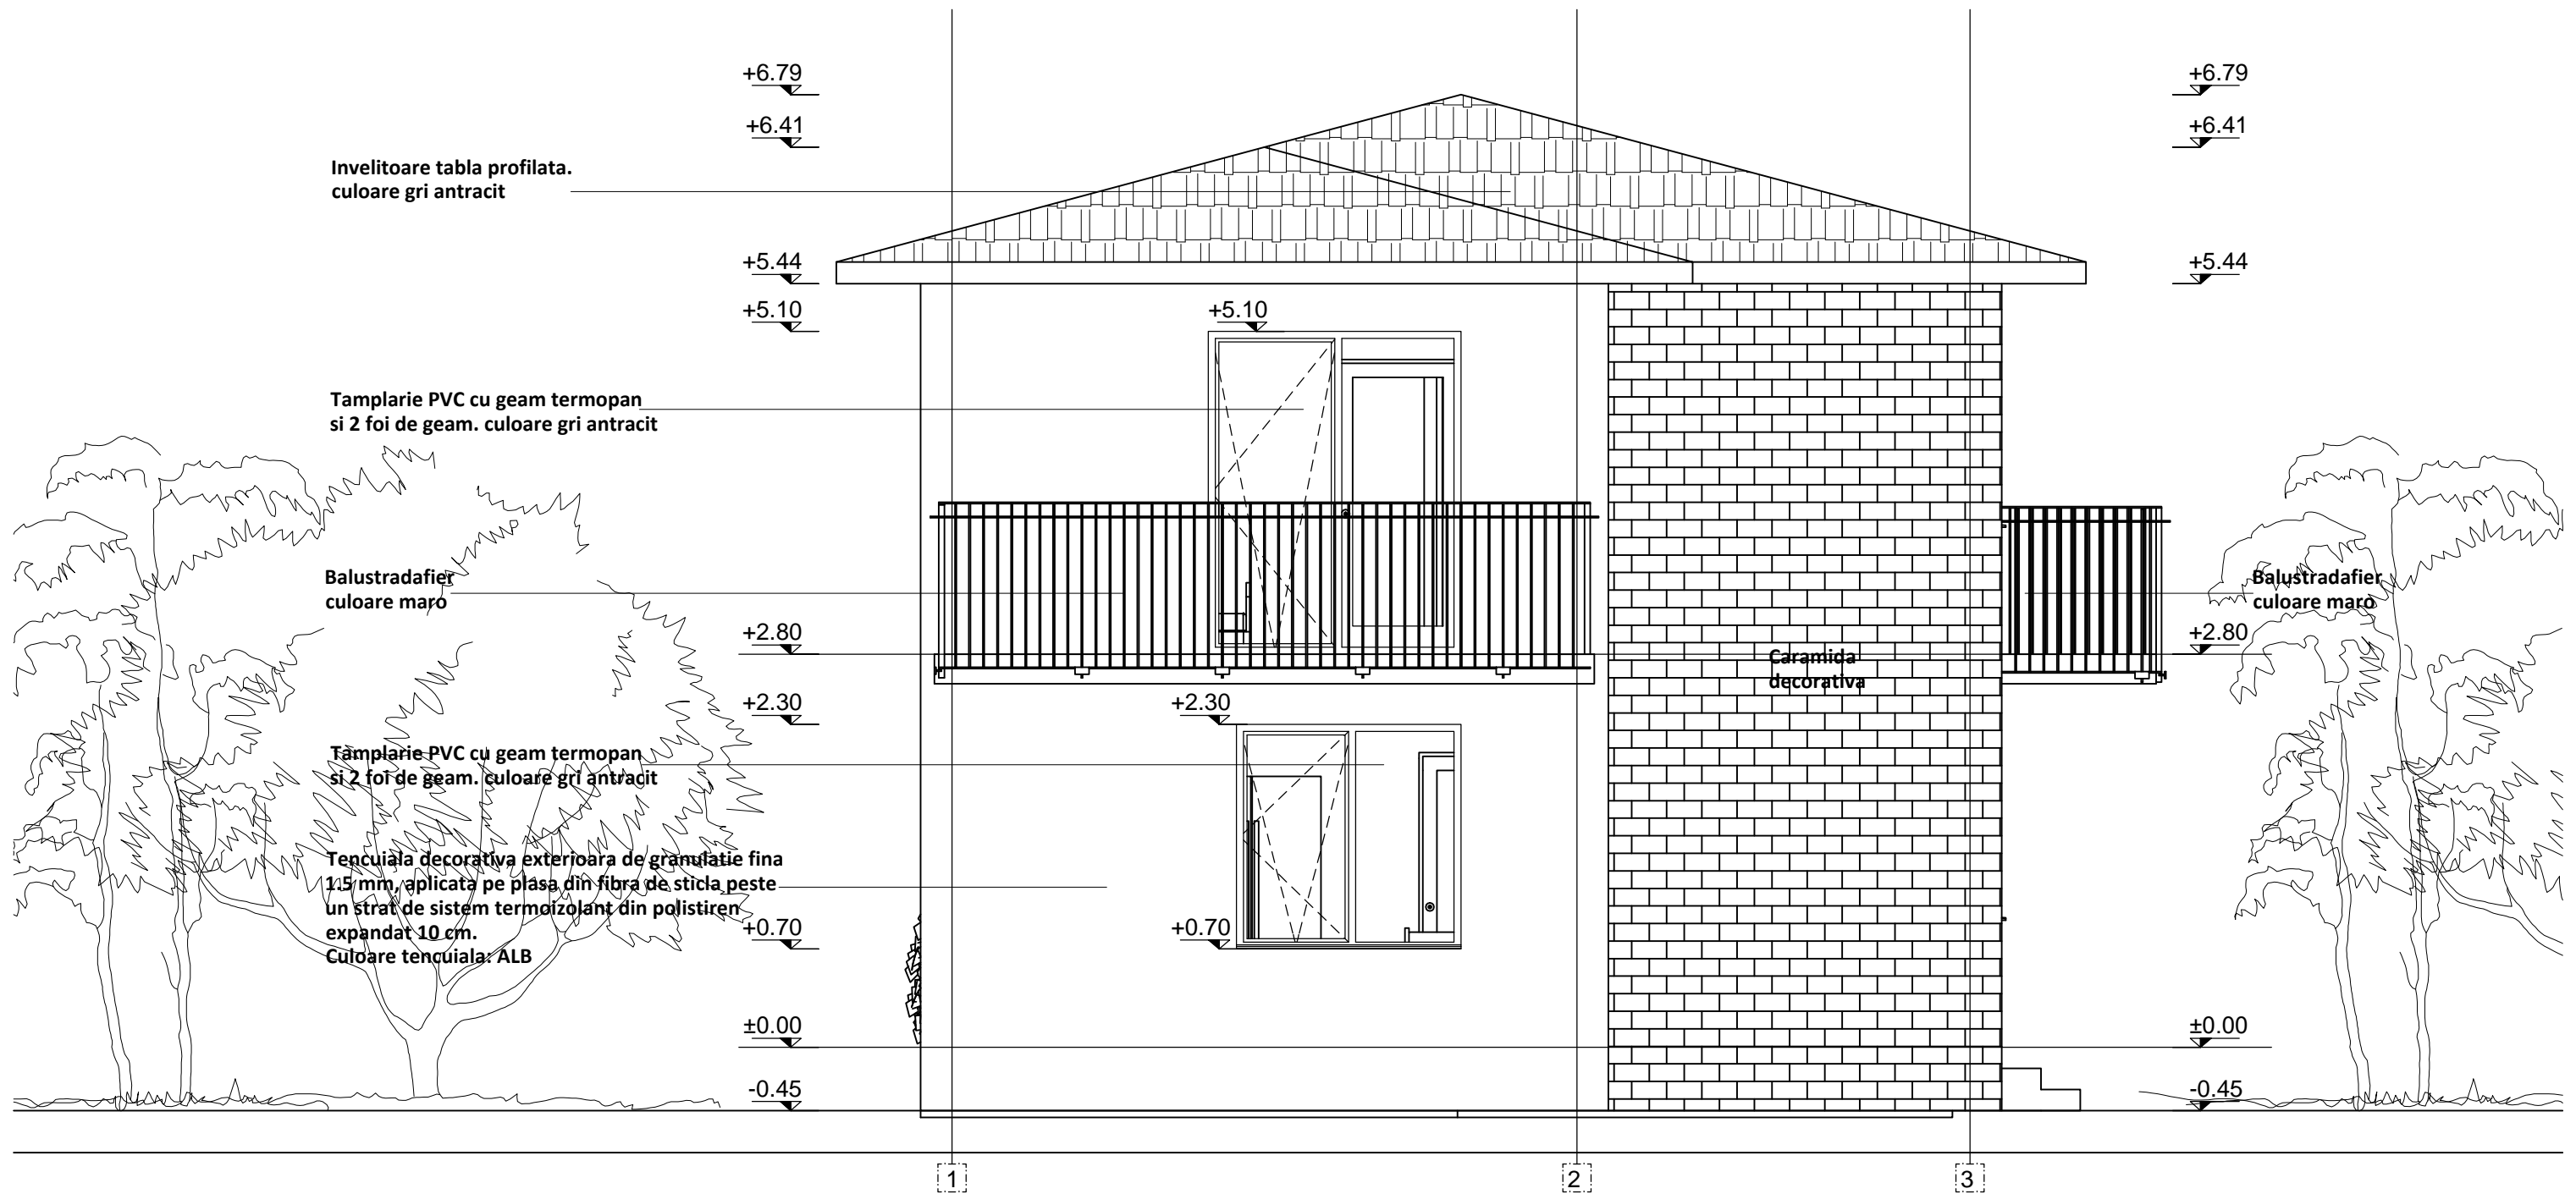 +6.79
+6.79
+6.41
+6.41
Invelitoare tabla profilata.
culoare gri antracit
+5.44
+5.44
+5.10
+5.10
Tamplarie PVC cu geam termopan
si 2 foi de geam. culoare gri antracit
Balustradafier
culoare maro
Balustradafier
culoare maro
+2.80
+2.80
Caramida
decorativa
+2.30
+2.30
Tamplarie PVC cu geam termopan
si 2 foi de geam. culoare gri antracit
Tencuiala decorativa exterioara de granulatie fina
1.5 mm, aplicata pe plasa din fibra de sticla peste
un strat de sistem termoizolant din polistiren
expandat 10 cm.
Culoare tencuiala: ALB
+0.70
+0.70
±0.00
±0.00
-0.45
-0.45
1
2
3